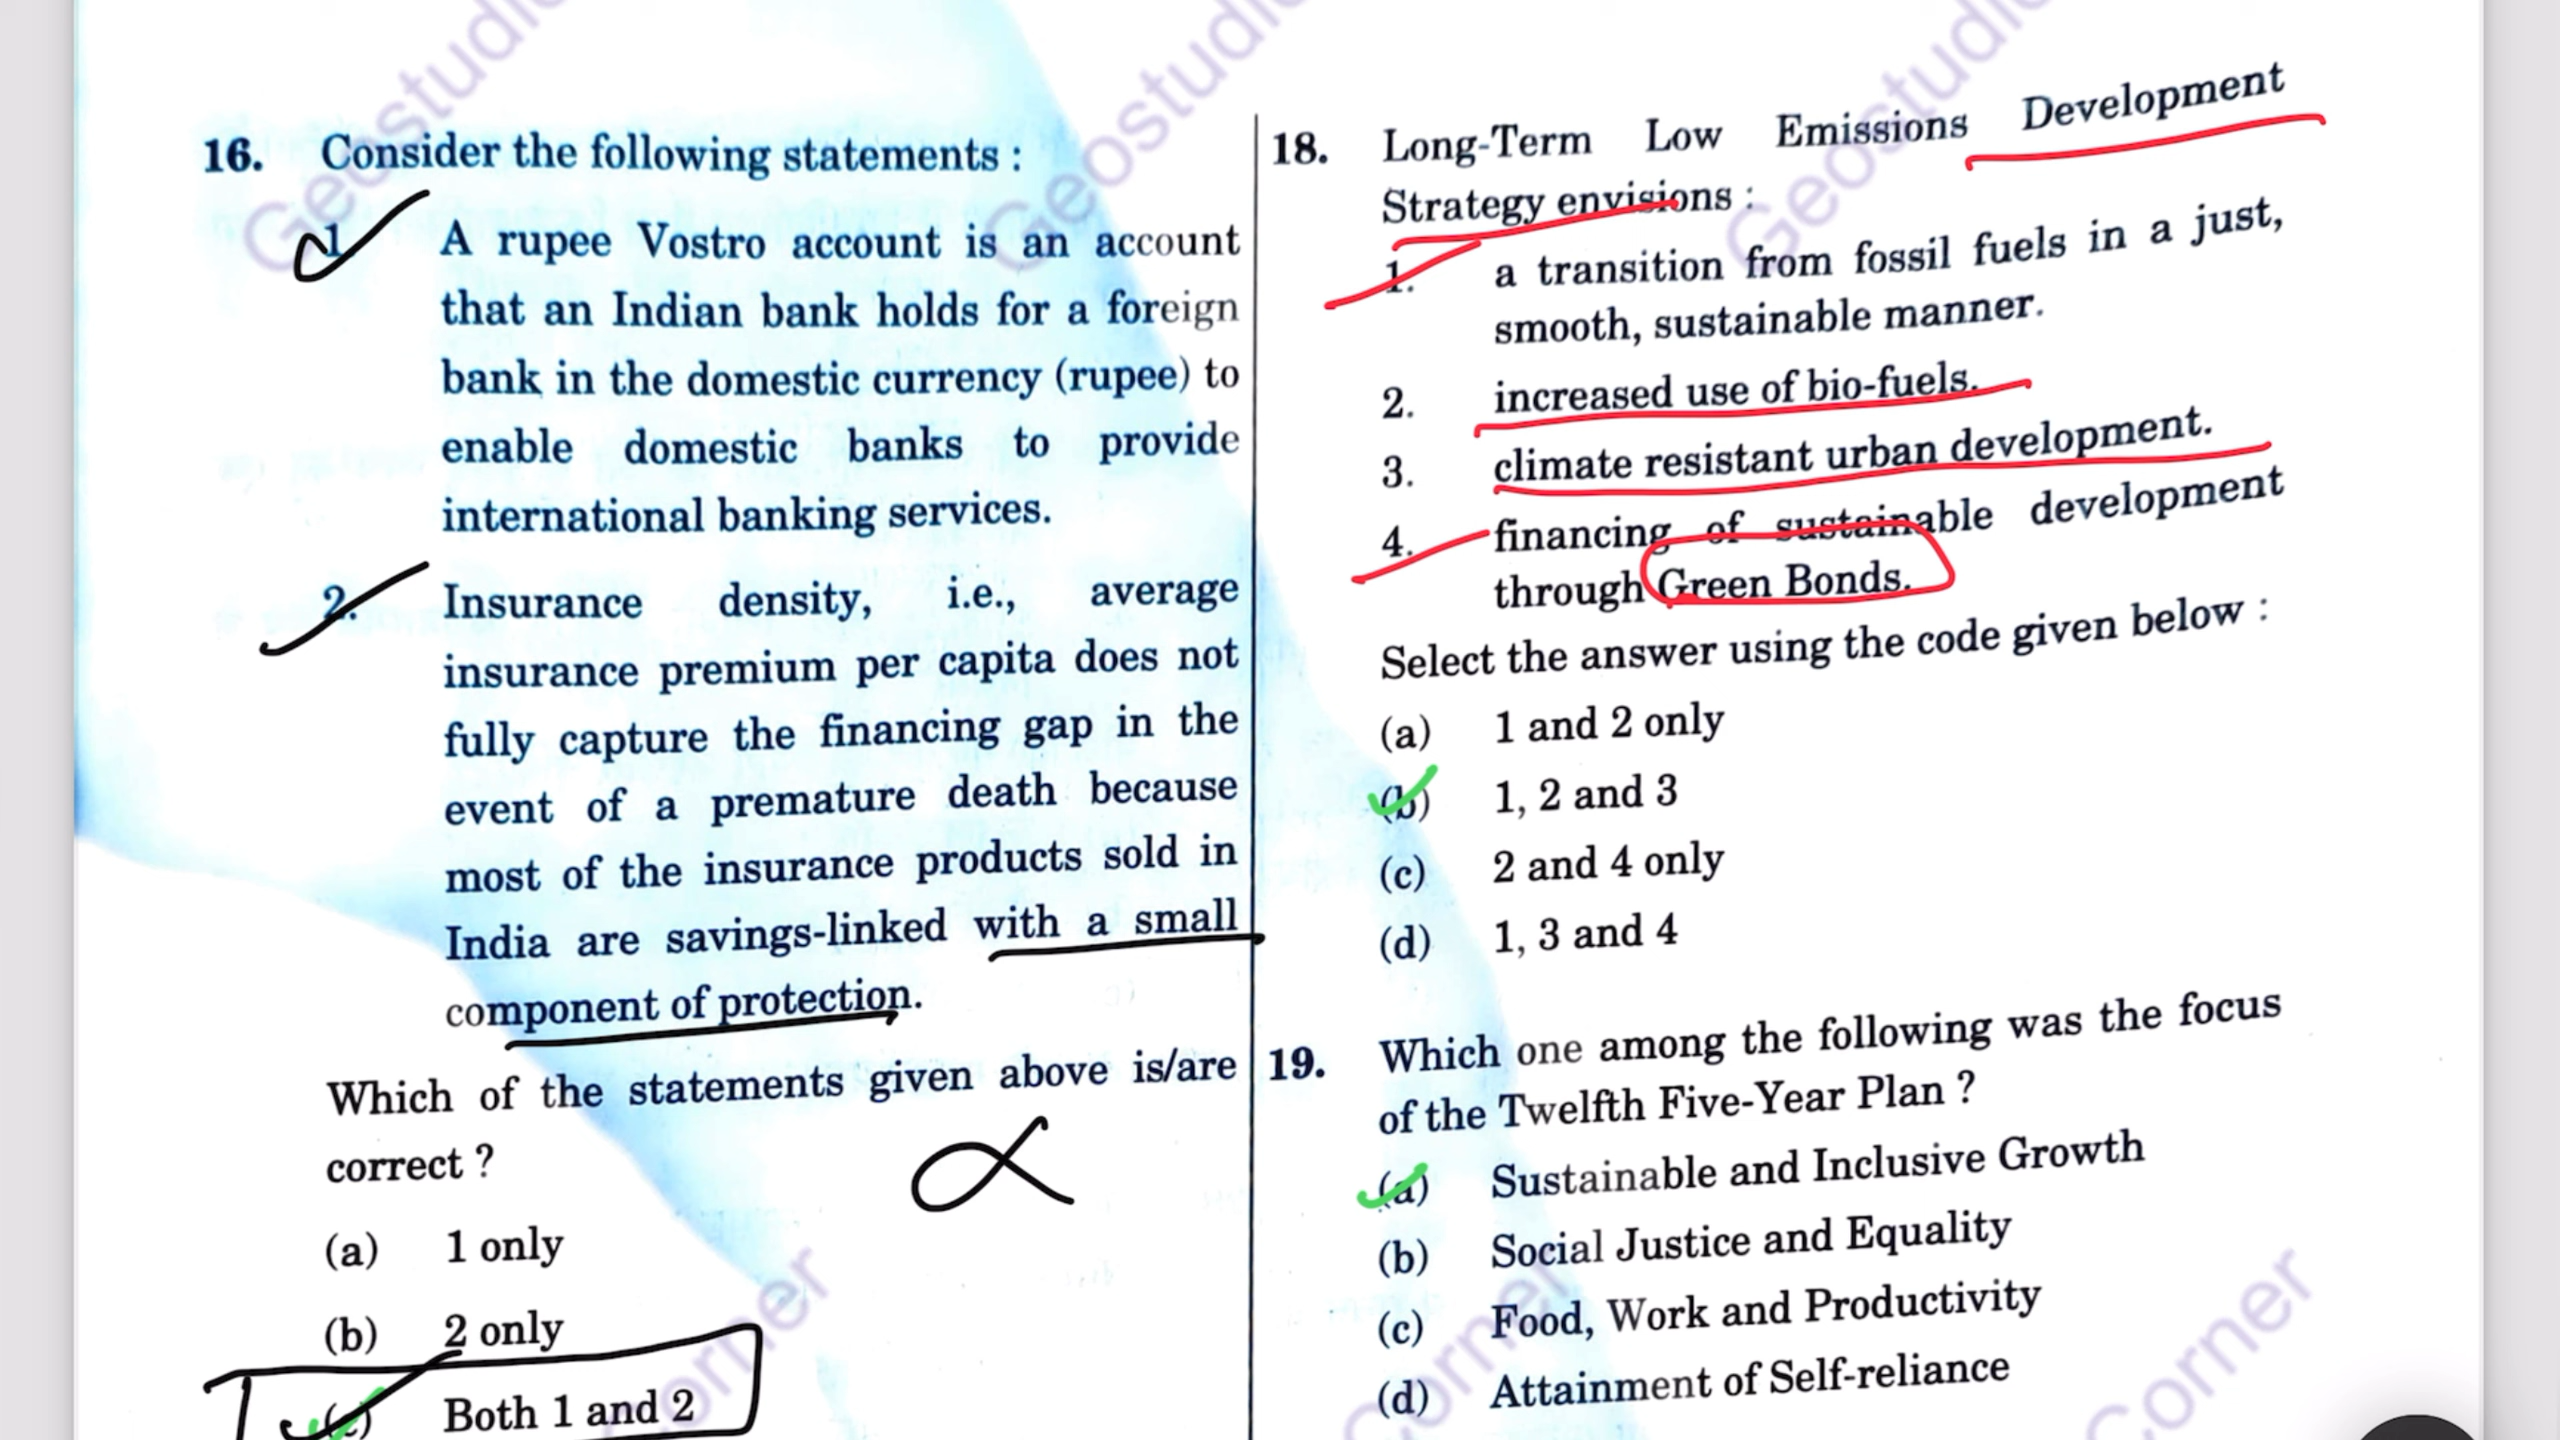 16. Consider the following statements :
1. A rupee Vostro account is an account
that an Indian bank holds for a foreign
bank in the domestic currency (rupee) to
enable domestic banks to provide
international banking services.
2. Insurance density, i.e., average
insurance premium per capita does not
fully capture the financing gap in the
event of a premature death because
most of the insurance products sold in
India are savings-linked with a small
component of protection.
Which of the statements given above is/are
correct ?
(a) 1 only
(b) 2 only
(c) Both 1 and 2
18. Long-Term Low Emissions Development
Strategy envisions :
1. a transition from fossil fuels in a just,
smooth, sustainable manner.
2. increased use of bio-fuels.
3. climate resistant urban development.
4. financing of sustainable development
through Green Bonds.
Select the answer using the code given below :
(a) 1 and 2 only
(b) 1, 2 and 3
(c) 2 and 4 only
(d) 1, 3 and 4
19. Which one among the following was the focus
of the Twelfth Five-Year Plan ?
(a) Sustainable and Inclusive Growth
(b) Social Justice and Equality
(c) Food, Work and Productivity
(d) Attainment of Self-reliance
Geostudio
Geostudio
Geostudio
Corner
Corner
Corner